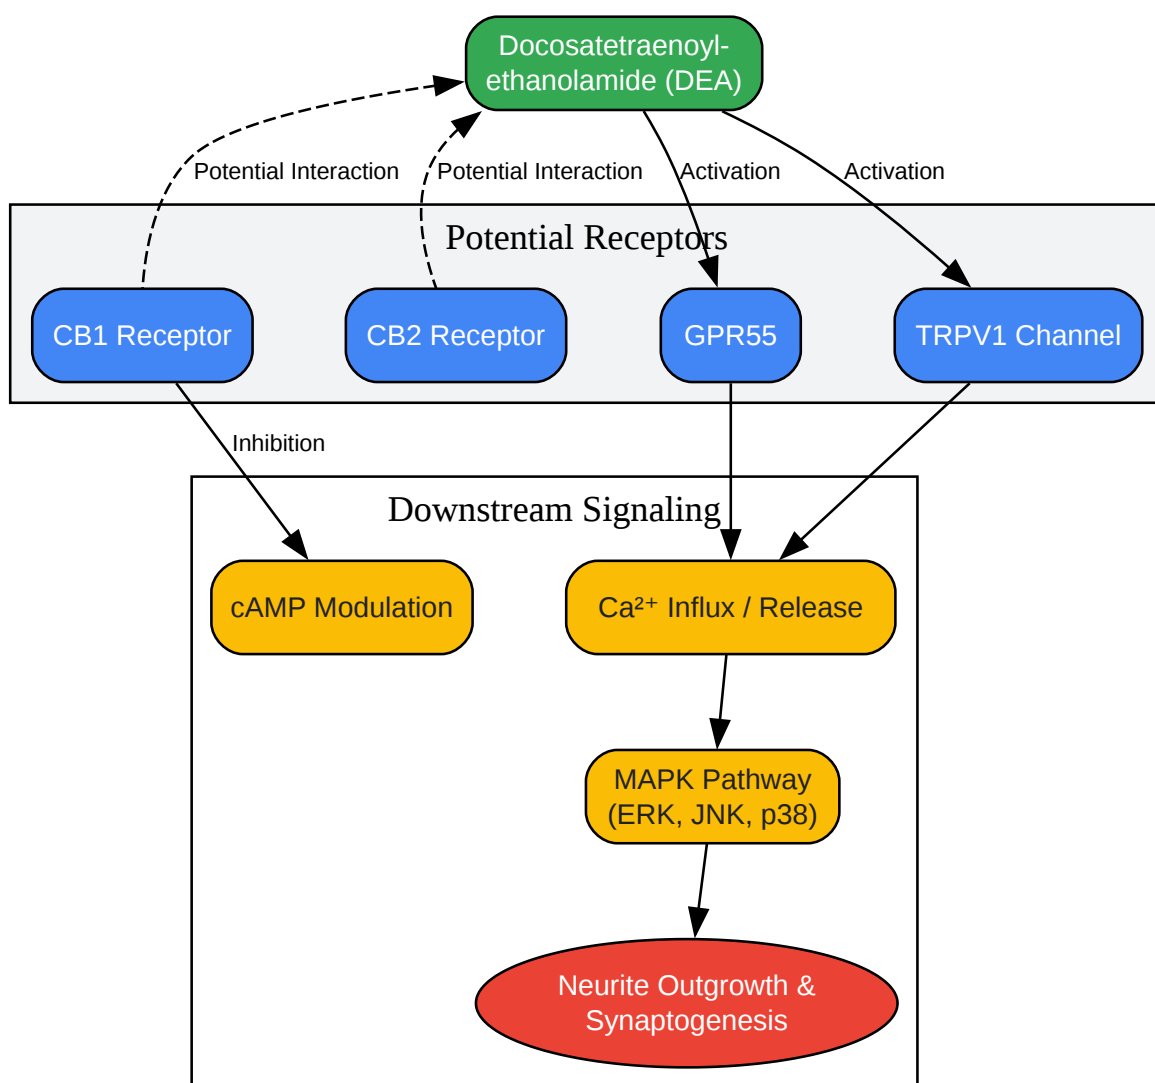 Docosatetraenoyl-
ethanolamide (DEA)
Potential Interaction
Potential Interaction
Activation
Activation
Potential Receptors
CB1 Receptor
CB2 Receptor
GPR55
TRPV1 Channel
Inhibition
Downstream Signaling
cAMP Modulation
Ca²⁺ Influx / Release
MAPK Pathway
(ERK, JNK, p38)
Neurite Outgrowth &
Synaptogenesis